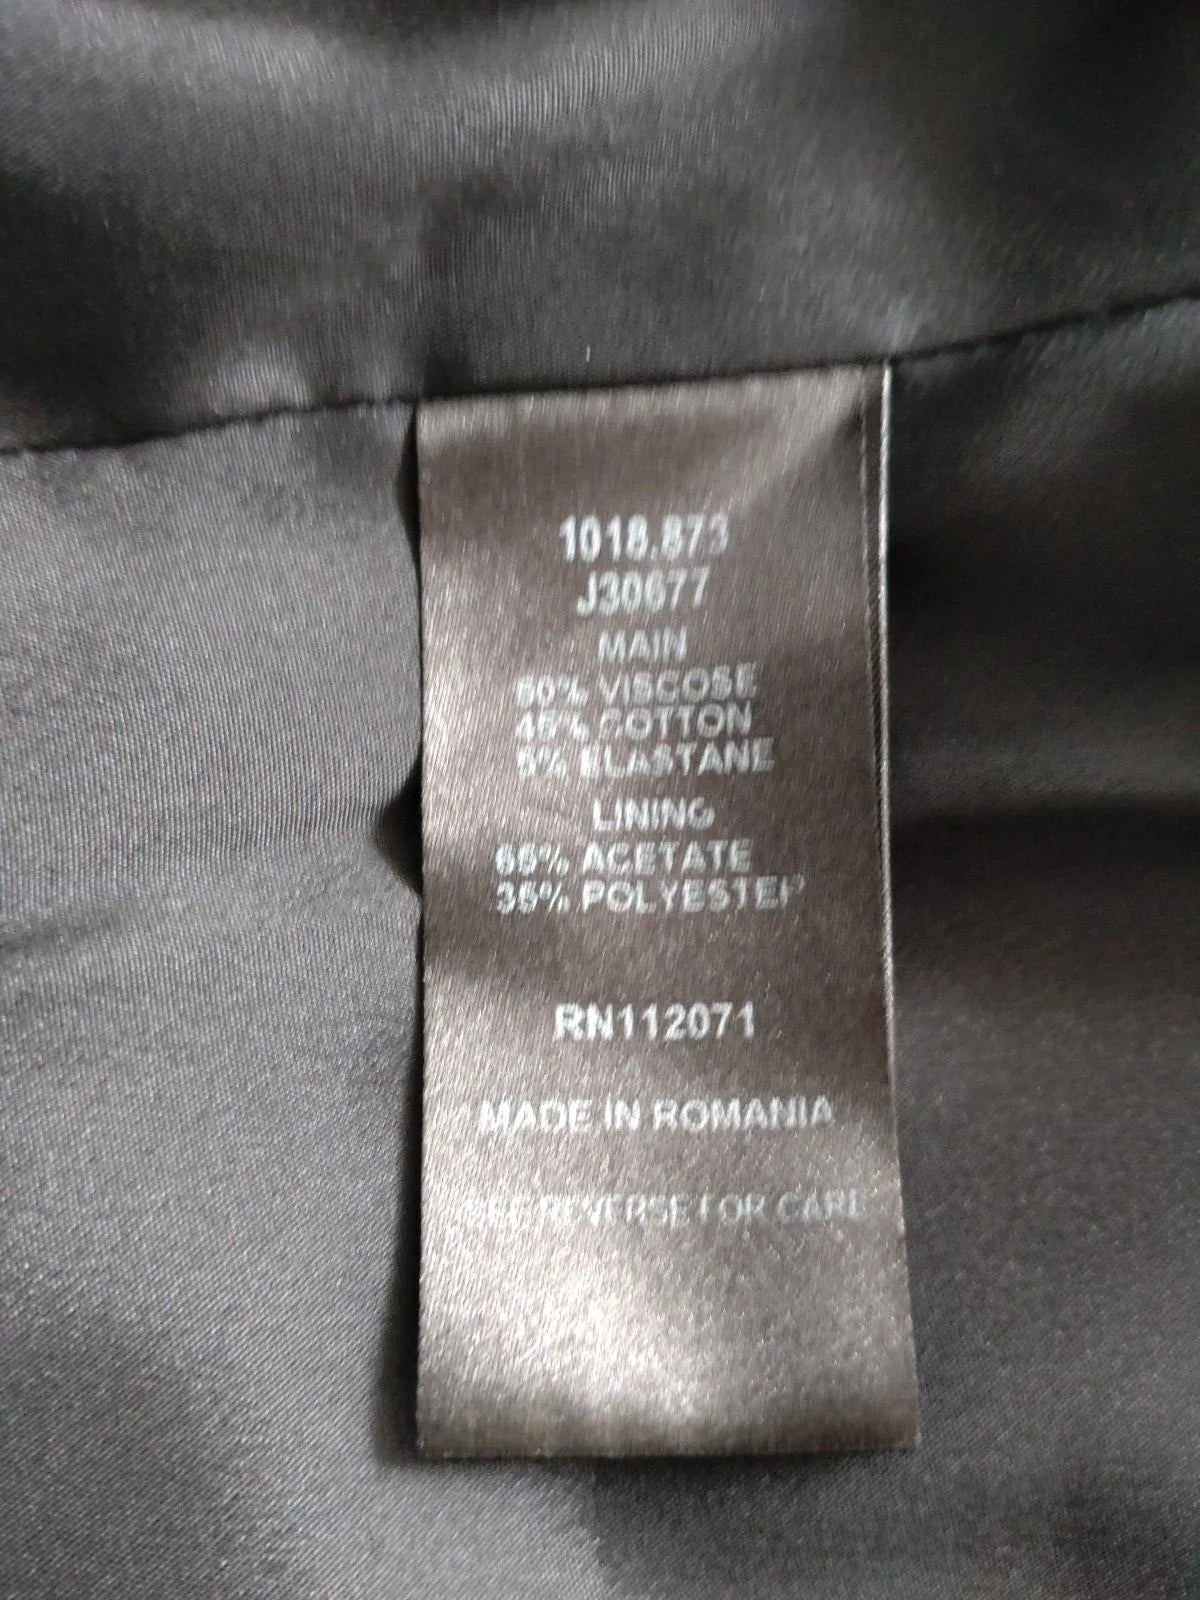 1018.873
J30677
MAIN
50% VISCOSE
45% COTTON
5% ELASTANE
LINING
65% ACETATE
35% POLYESTER
RN112071
MADE IN ROMANIA
SEE REVERSE FOR CARE